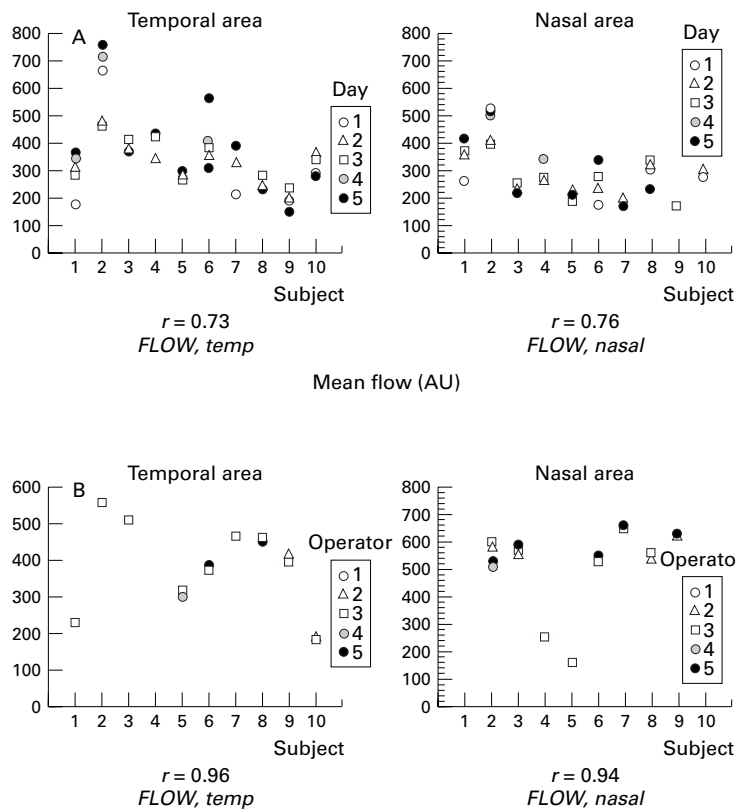 Temporal area
A
800
700
600
500
400
300
200
100
0
1 2 3 4 5 6 7 8 9 10
Subject
Day
1
2
3
4
5
r = 0.73
FLOW, temp
Nasal area
800
700
600
500
400
300
200
100
0
1 2 3 4 5 6 7 8 9 10
Subject
Day
1
2
3
4
5
r = 0.76
FLOW, nasal
Mean flow (AU)
Temporal area
B
600
500
400
300
200
100
0
1 2 3 4 5 6 7 8 9 10
Subject
Operator
1
2
3
4
5
r = 0.96
FLOW, temp
Nasal area
800
700
600
500
400
300
200
100
0
1 2 3 4 5 6 7 8 9 10
Subject
Operato
1
2
3
4
5
r = 0.94
FLOW, nasal